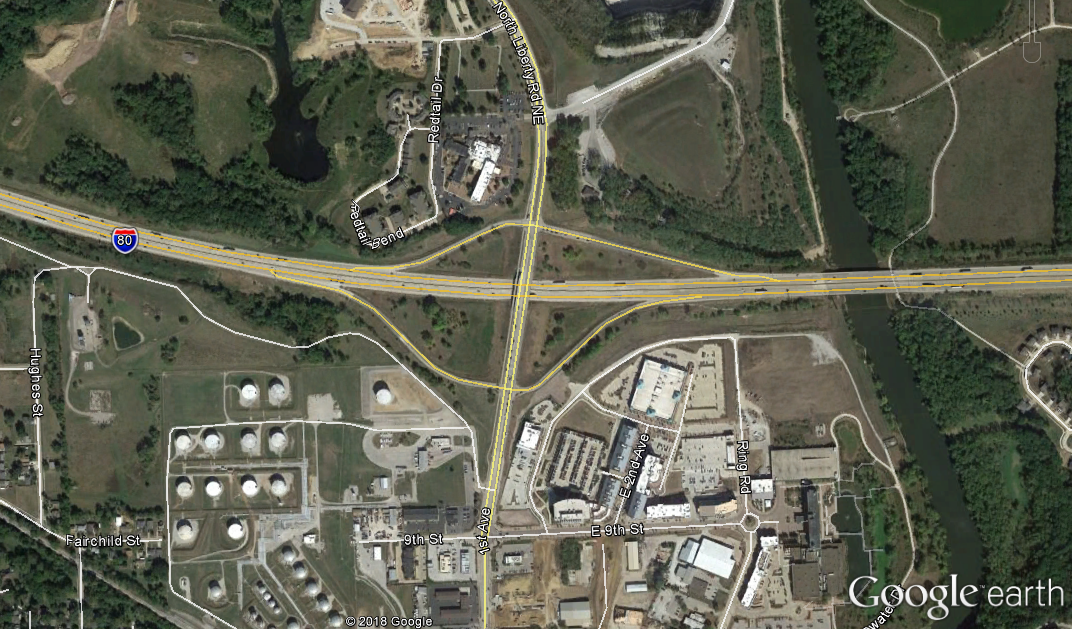 North Liberty Rd NE
Redtail Dr
Redtail Bend
80
Hughes St
E 2nd Ave
Ring Rd
1st Ave
E 9th St
9th St
Fairchild St
Google earth
© 2018 Google